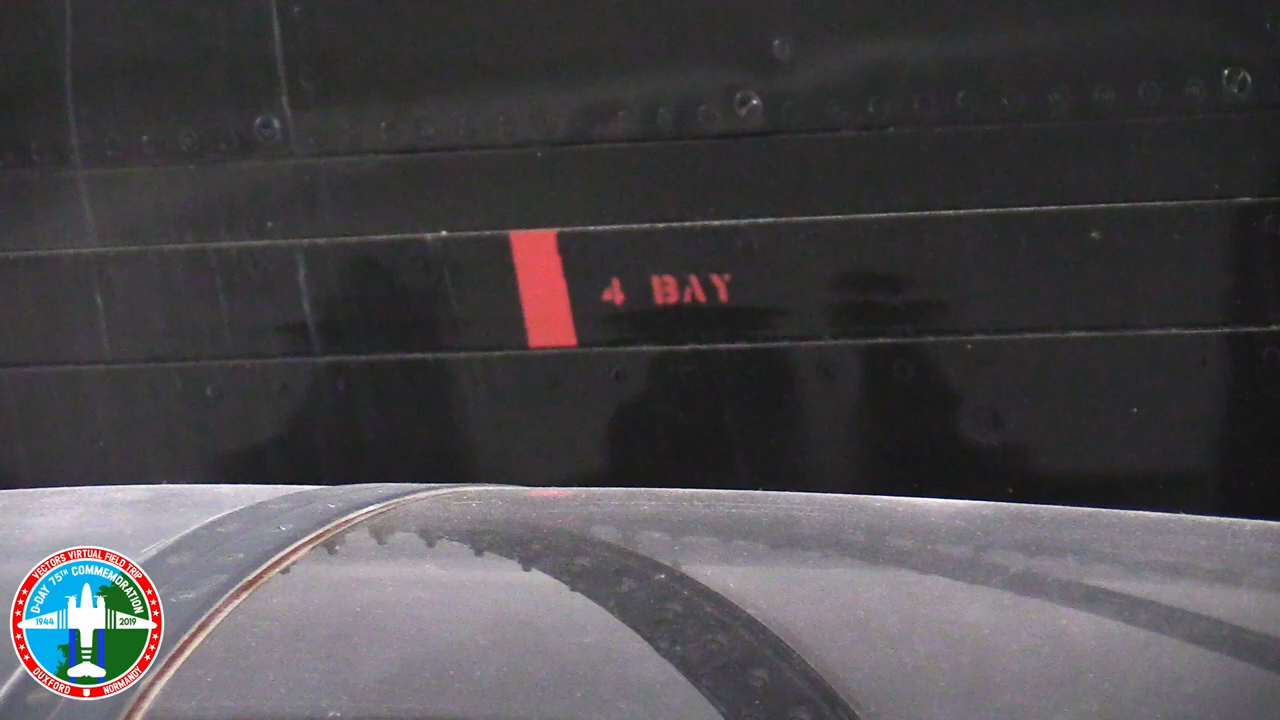 4 BAY
VECTORS VIRTUAL FIELD TRIP
D-DAY 75TH COMMEMORATION
1944
2019
DUXFORD
NORMANDY